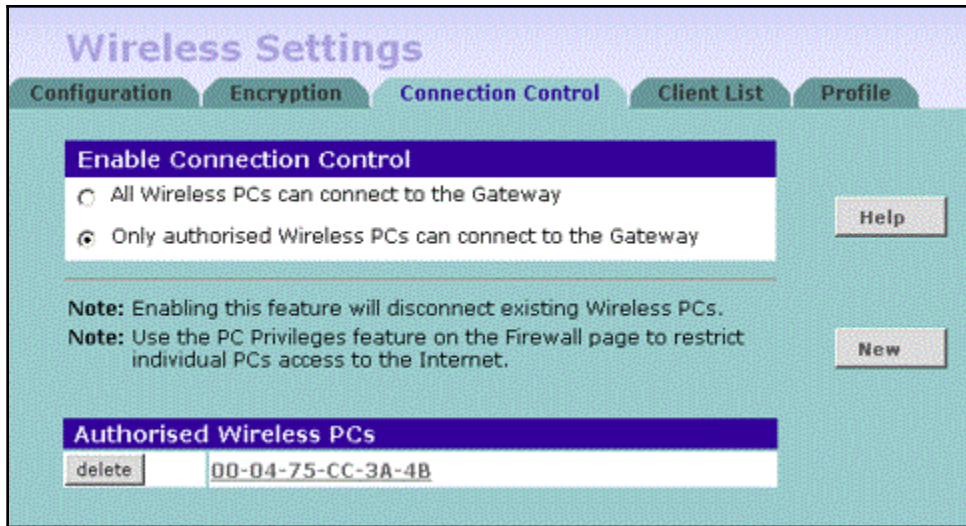 Wireless Settings
Configuration Encryption Connection Control Client List Profile
Enable Connection Control
All Wireless PCs can connect to the Gateway
Only authorised Wireless PCs can connect to the Gateway
Help
Note: Enabling this feature will disconnect existing Wireless PCs.
Note: Use the PC Privileges feature on the Firewall page to restrict
individual PCs access to the Internet.
New
Authorised Wireless PCs
delete 00-04-75-CC-3A-4B